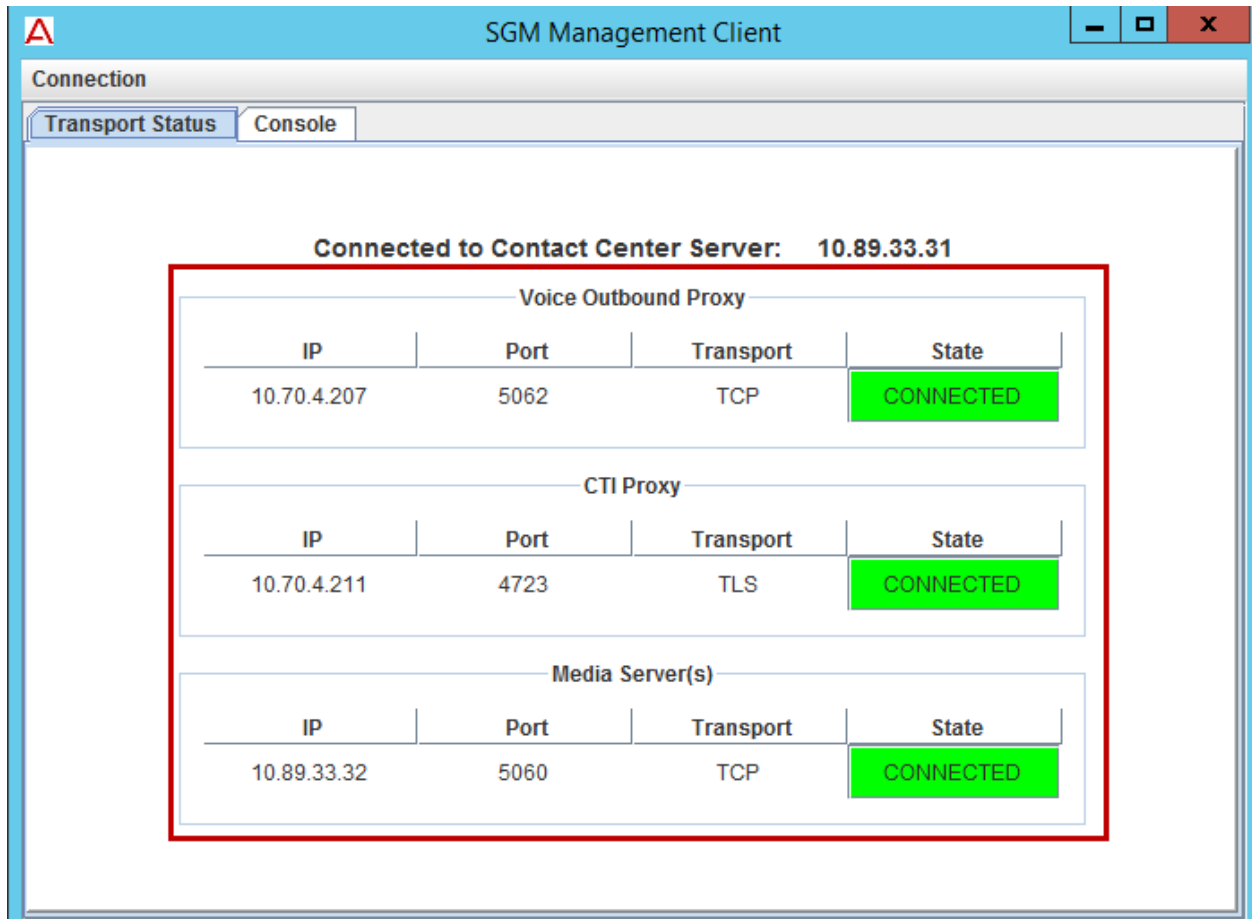 SGM Management Client
Connection
Transport Status Console
Connected to Contact Center Server: 10.89.33.31
Voice Outbound Proxy
IP Port Transport State
10.70.4.207 5062 TCP CONNECTED
CTI Proxy
IP Port Transport State
10.70.4.211 4723 TLS CONNECTED
Media Server(s)
IP Port Transport State
10.89.33.32 5060 TCP CONNECTED